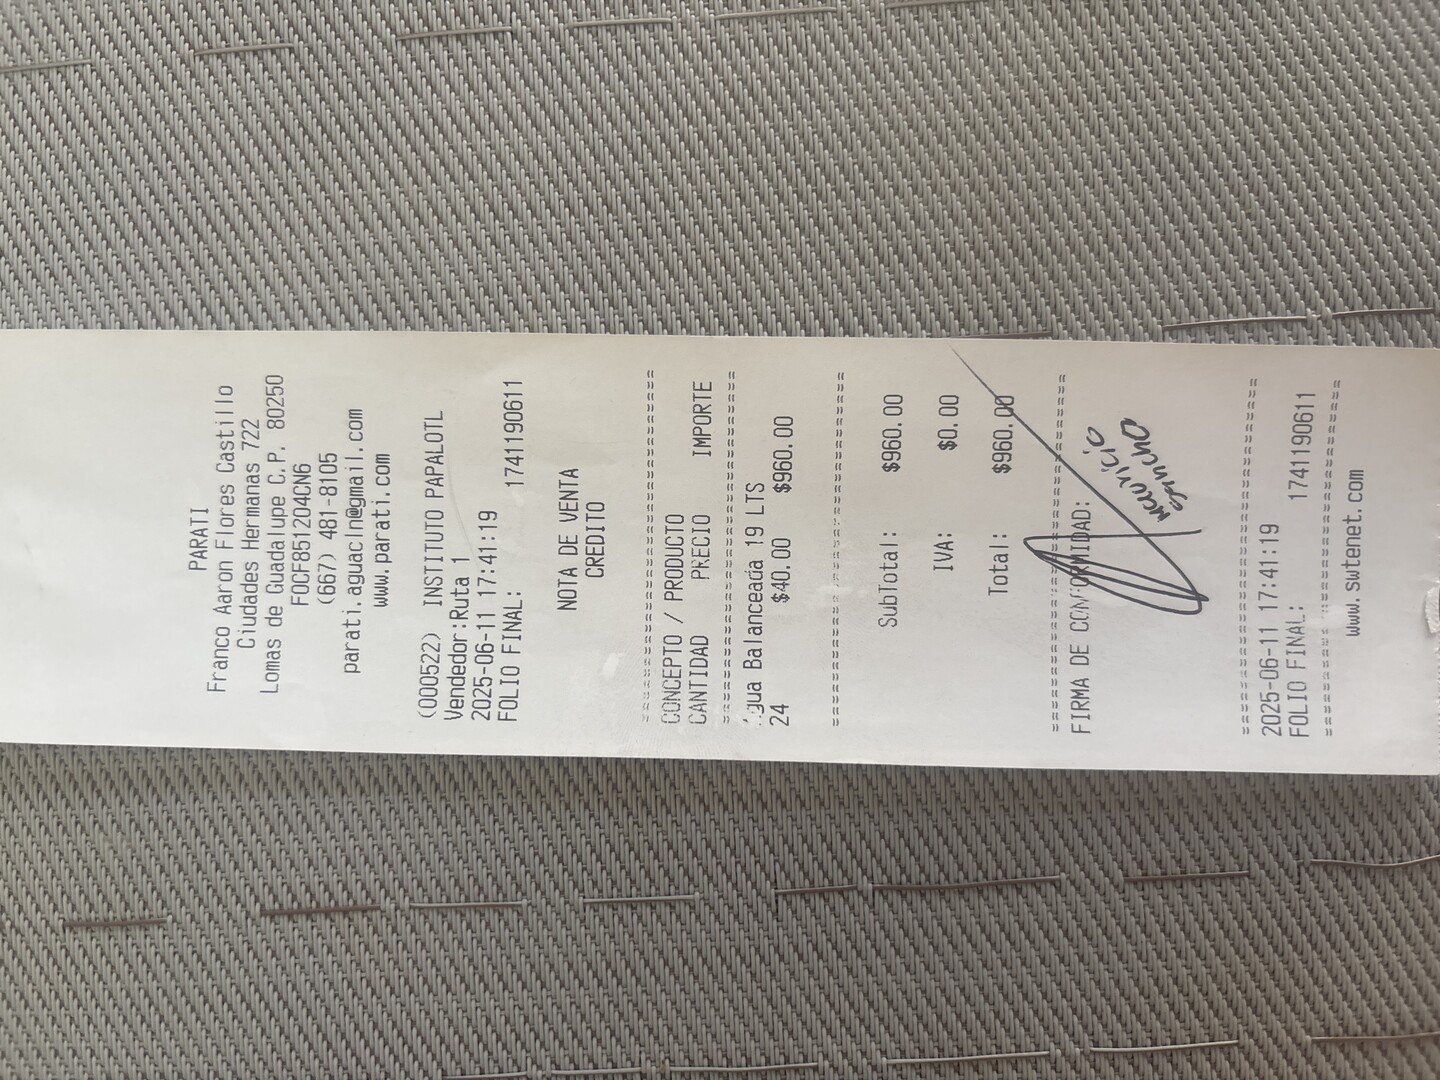 PARATI
Franco Aaron Flores Castillo
Ciudades Hermanas 722
Lomas de Guadalupe C.P. 80250
FOCF851204CN6
(667) 481-8105
parati.aguacln@gmail.com
www.parati.com
(000522) INSTITUTO PAPALOTL
Vendedor:Ruta 1
2025-06-11 17:41:19
FOLIO FINAL: 1741190611
NOTA DE VENTA
CREDITO
==============================
CONCEPTO / PRODUCTO
CANTIDAD PRECIO IMPORTE
==============================
Agua Balanceada 19 LTS
24 $40.00 $960.00
==============================
SubTotal: $960.00
IVA: $0.00
Total: $960.00
==============================
FIRMA DE CONFORMIDAD:
Mauricio
==============================
2025-06-11 17:41:19
FOLIO FINAL: 1741190611
==============================
www.swtenet.com